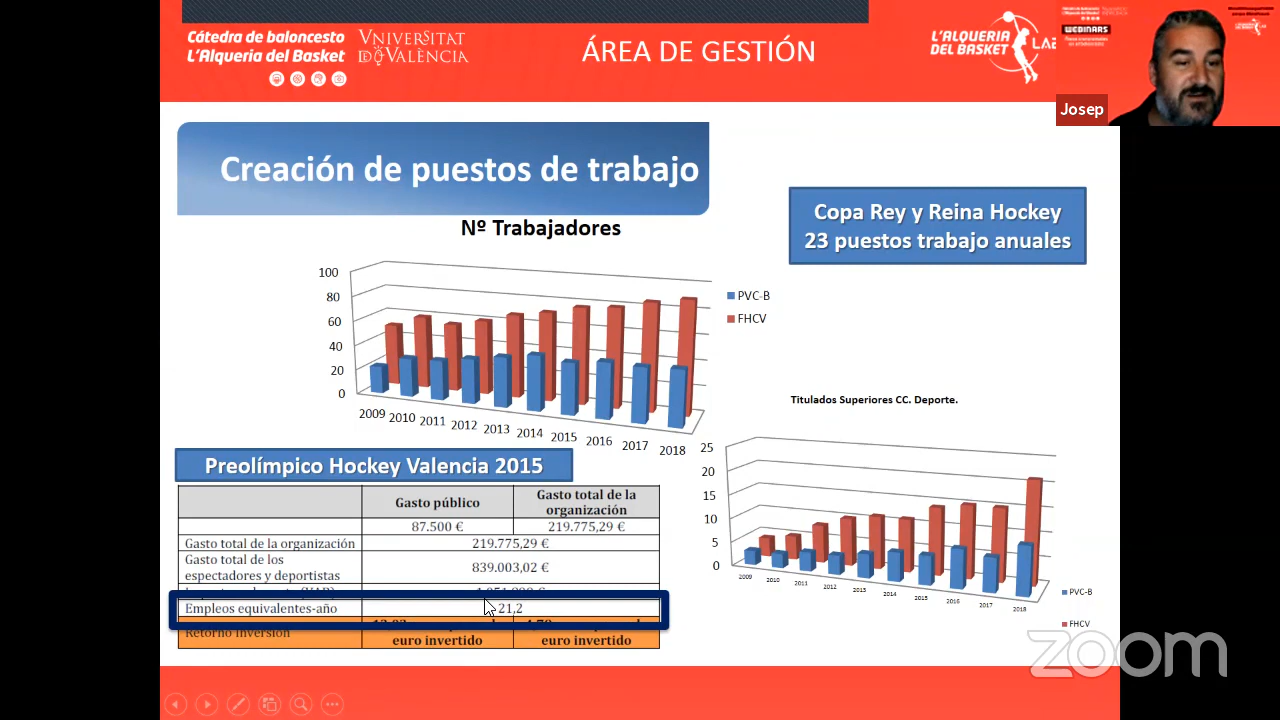 Cátedra de baloncesto
L'Alqueria del Basket
VNIVERSITAT
DE VALÈNCIA
ÁREA DE GESTIÓN
L'ALQUERIA
DEL BASKET
LAB
WEBINARS
Josep
Creación de puestos de trabajo
Copa Rey y Reina Hockey
23 puestos trabajo anuales
Nº Trabajadores
100
80
60
40
20
0
2009
2010
2011
2012
2013
2014
2015
2016
2017
2018
PVC-B
FHCV
Titulados Superiores CC. Deporte.
25
20
15
10
5
0
2009
2010
2011
2012
2013
2014
2015
2016
2017
2018
PVC-B
FHCV
Preolímpico Hockey Valencia 2015
Gasto público
Gasto total de la
organización
87.500 €
219.775,29 €
Gasto total de la organización
219.775,29 €
Gasto total de los
espectadores y deportistas
839.003,02 €
Empleos equivalentes-año
21,2
Retorno inversión
euro invertido
euro invertido
zoom